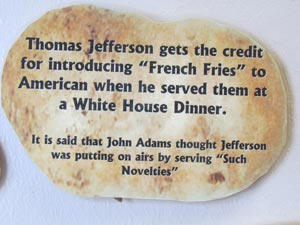 Thomas Jefferson gets the credit
for introducing "French Fries" to
American when he served them at
a White House Dinner.
It is said that John Adams thought Jefferson
was putting on airs by serving "Such
Novelties"